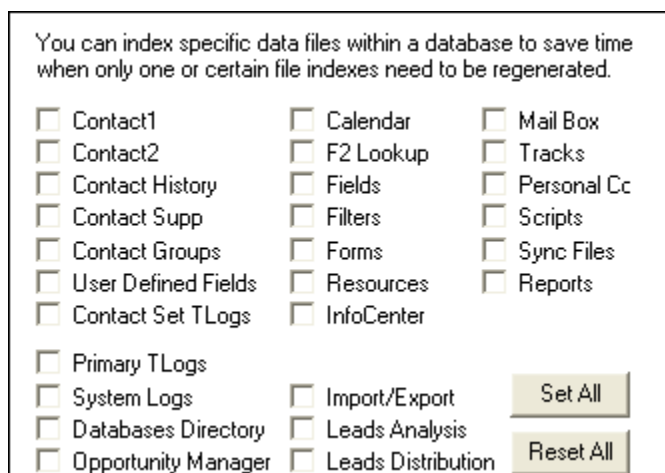 You can index specific data files within a database to save time
when only one or certain file indexes need to be regenerated.
Contact1 Calendar Mail Box
Contact2 F2 Lookup Tracks
Contact History Fields Personal Cc
Contact Supp Filters Scripts
Contact Groups Forms Sync Files
User Defined Fields Resources Reports
Contact Set TLogs InfoCenter
Primary TLogs
System Logs Import/Export Set All
Databases Directory Leads Analysis
Opportunity Manager Leads Distribution Reset All